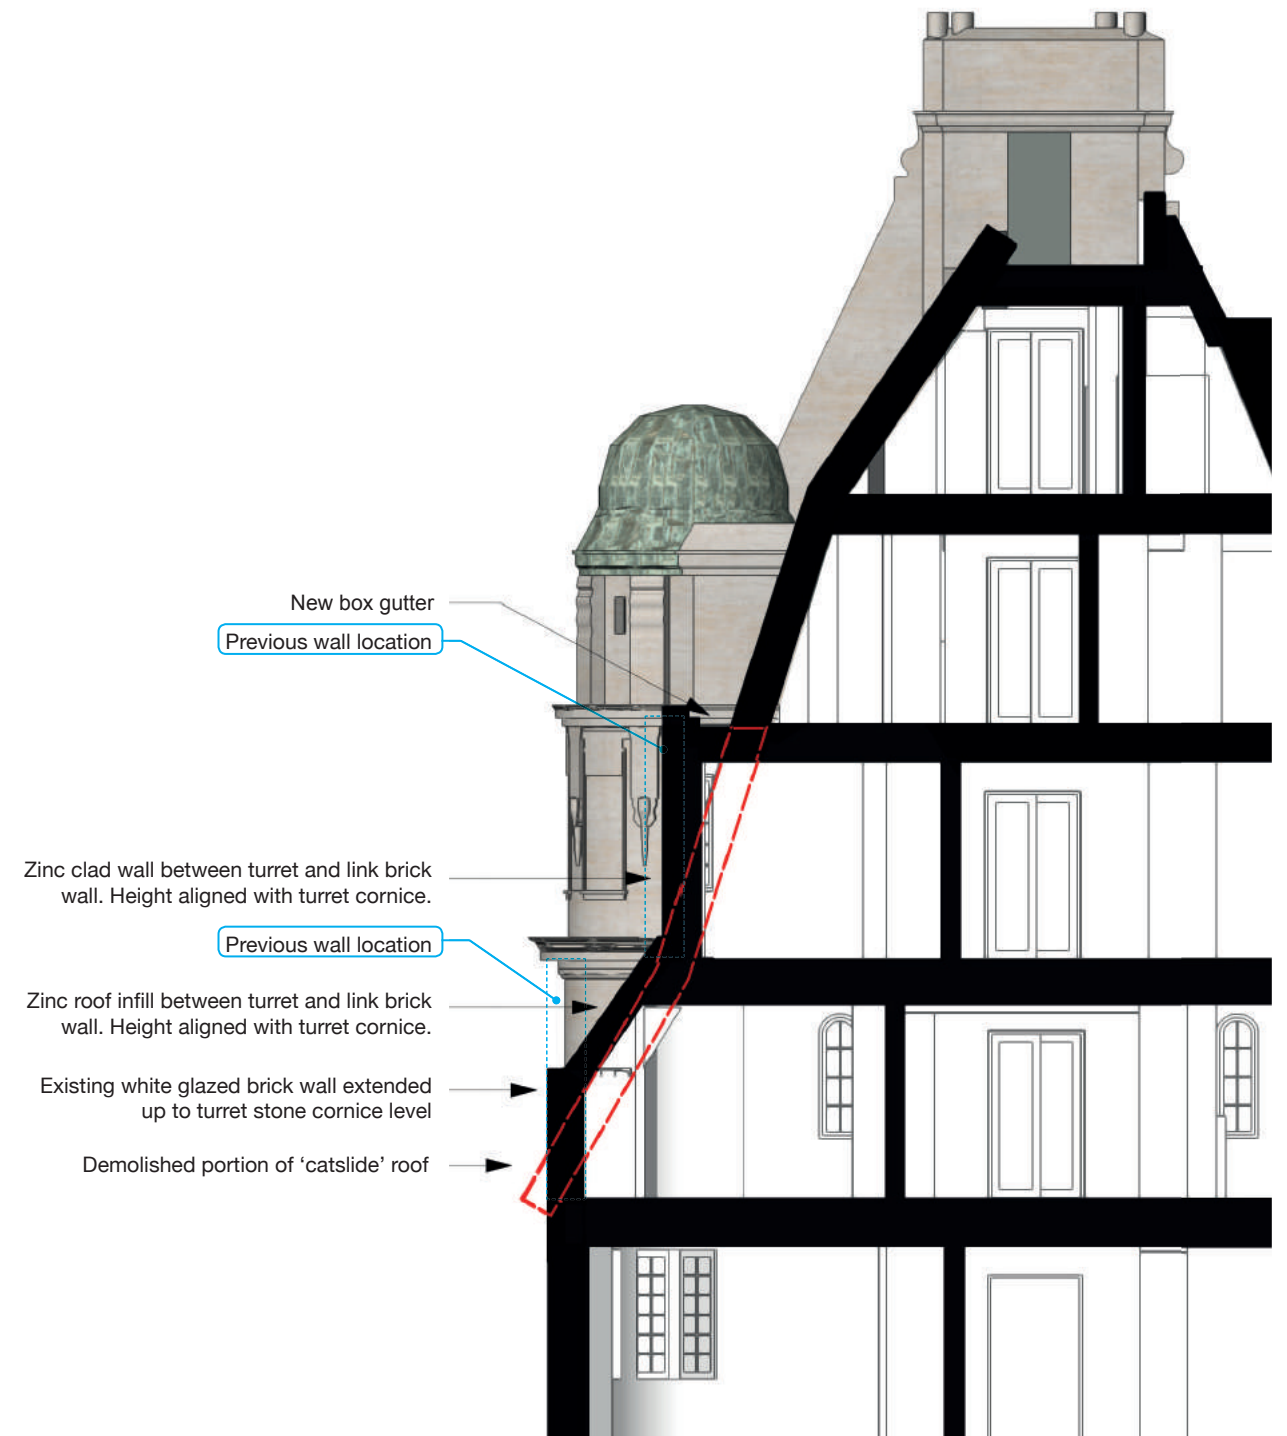 New box gutter
Previous wall location
Zinc clad wall between turret and link brick
wall. Height aligned with turret cornice.
Previous wall location
Zinc roof infill between turret and link brick
wall. Height aligned with turret cornice.
Existing white glazed brick wall extended
up to turret stone cornice level
Demolished portion of ‘catslide’ roof